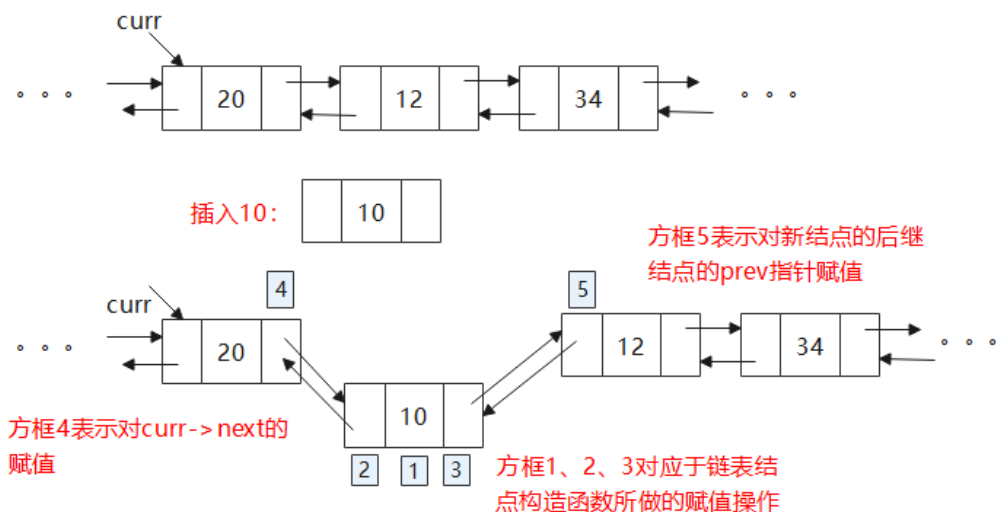 curr
。。。 20 12 34 。。。
插入10： 10
方框5表示对新结点的后继
结点的prev指针赋值
4 5
curr
。。。 20 12 34 。。。
10
方框4表示对curr->next的
赋值
2 1 3
方框1、2、3对应于链表结
点构造函数所做的赋值操作